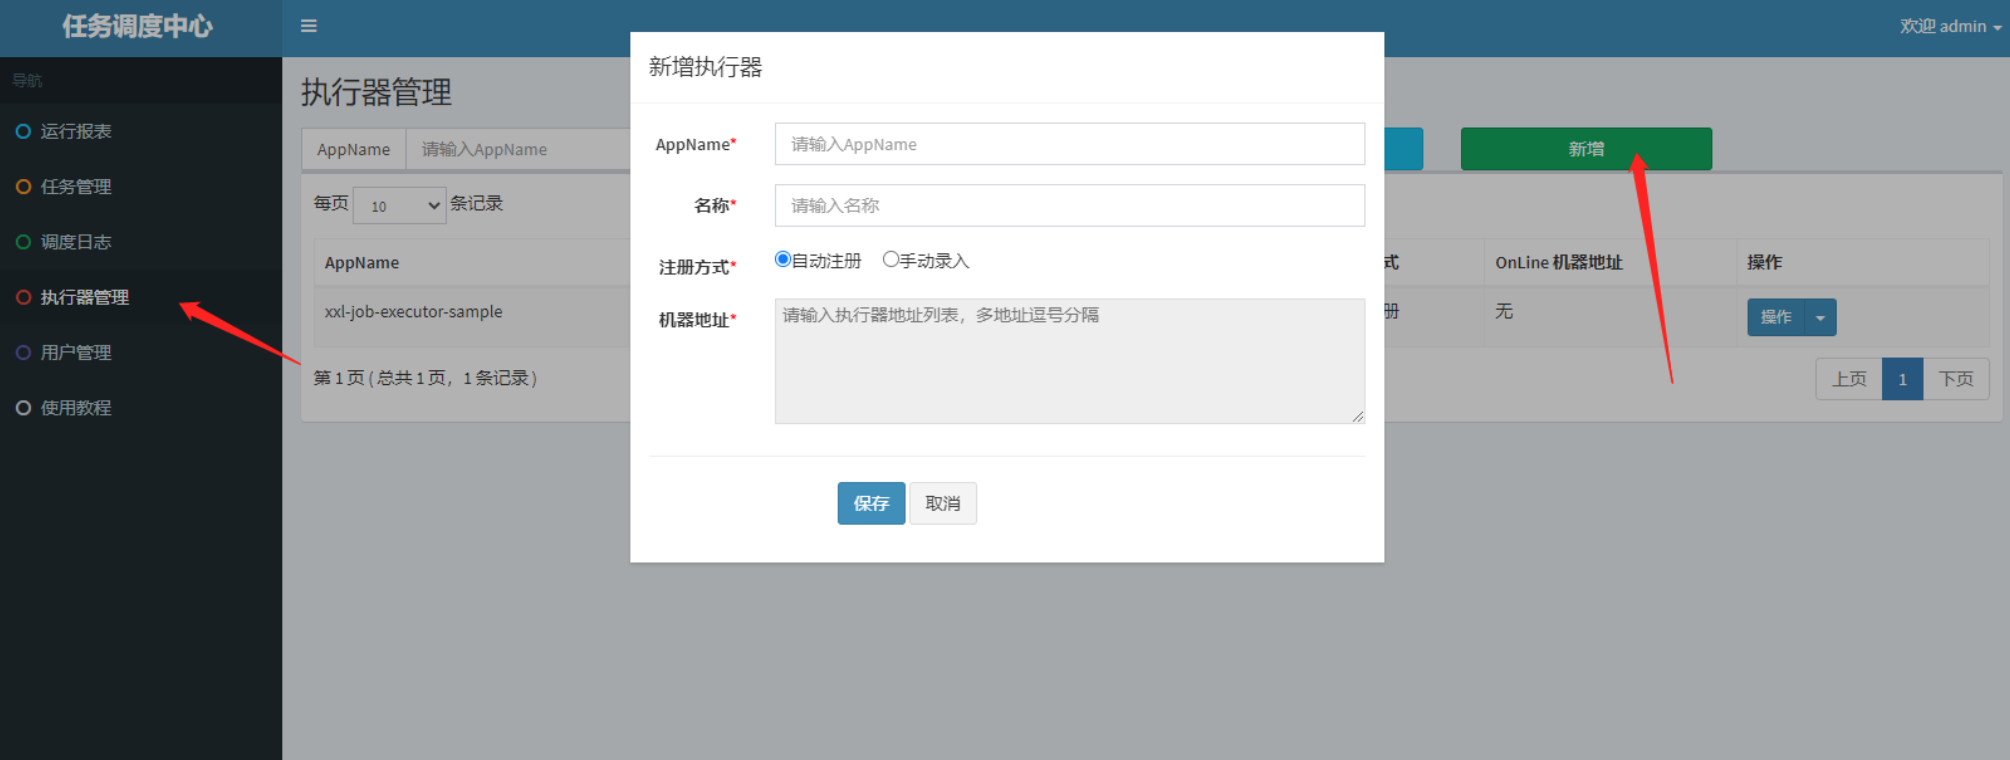 任务调度中心
欢迎 admin
导航
运行报表
任务管理
调度日志
执行器管理
用户管理
使用教程
执行器管理
AppName 请输入AppName
新增
每页 10 条记录
AppName 式 OnLine 机器地址 操作
xxl-job-executor-sample 册 无 操作
第 1 页 ( 总共 1 页，1 条记录 )
上页 1 下页
新增执行器
AppName* 请输入AppName
名称* 请输入名称
注册方式* 自动注册 手动录入
机器地址* 请输入执行器地址列表，多地址逗号分隔
保存 取消